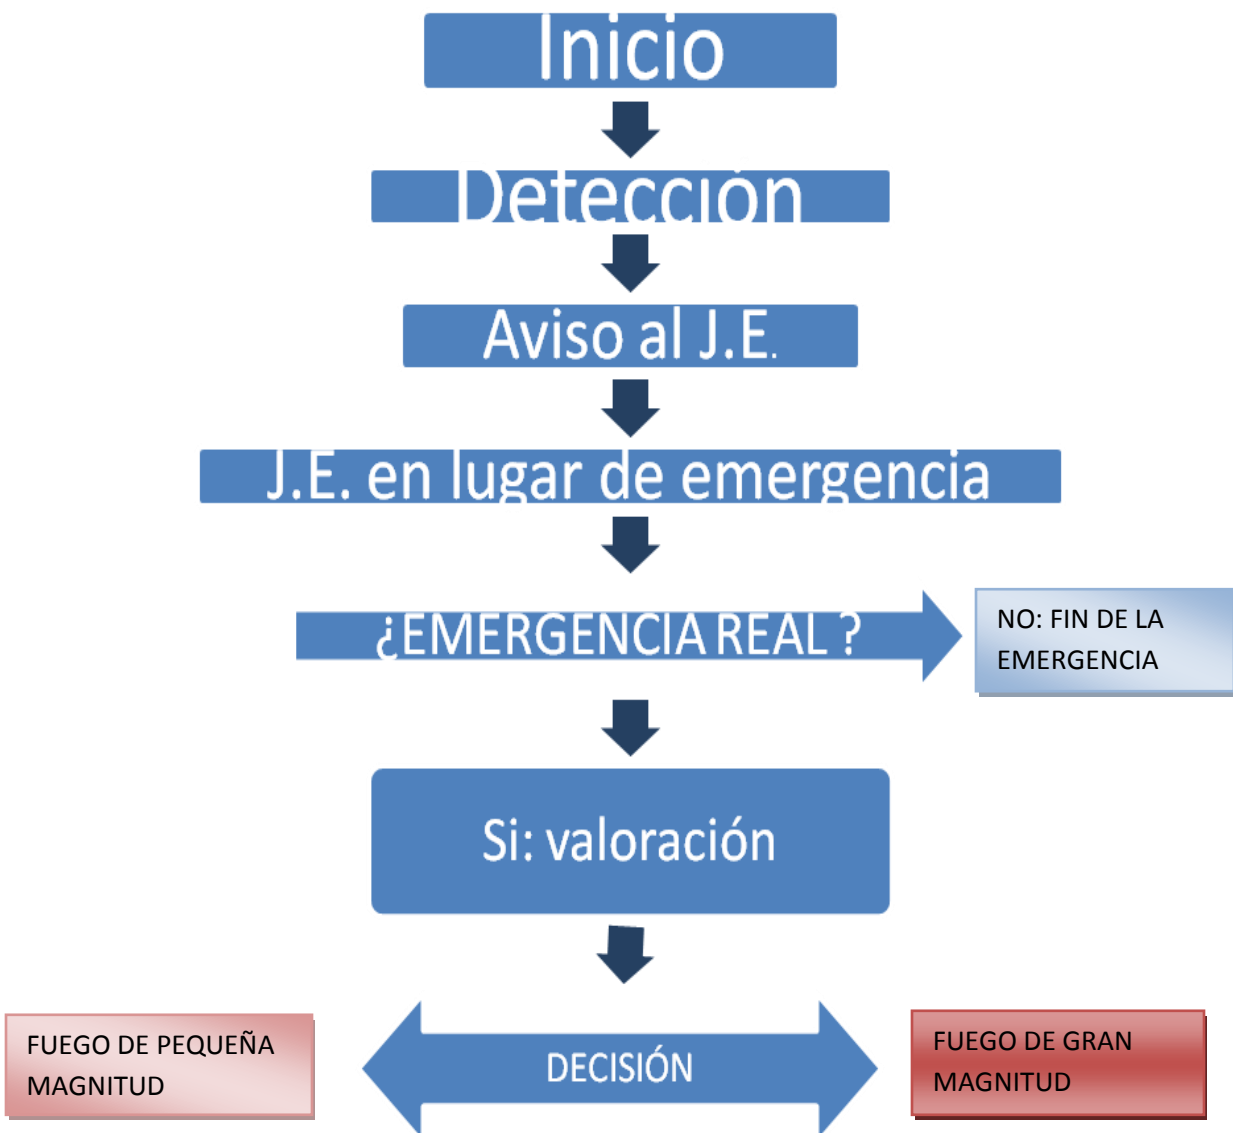 Inicio
Detección
Aviso al J.E.
J.E. en lugar de emergencia
¿EMERGENCIA REAL ?
NO: FIN DE LA
EMERGENCIA
Si: valoración
FUEGO DE PEQUEÑA
MAGNITUD
DECISIÓN
FUEGO DE GRAN
MAGNITUD